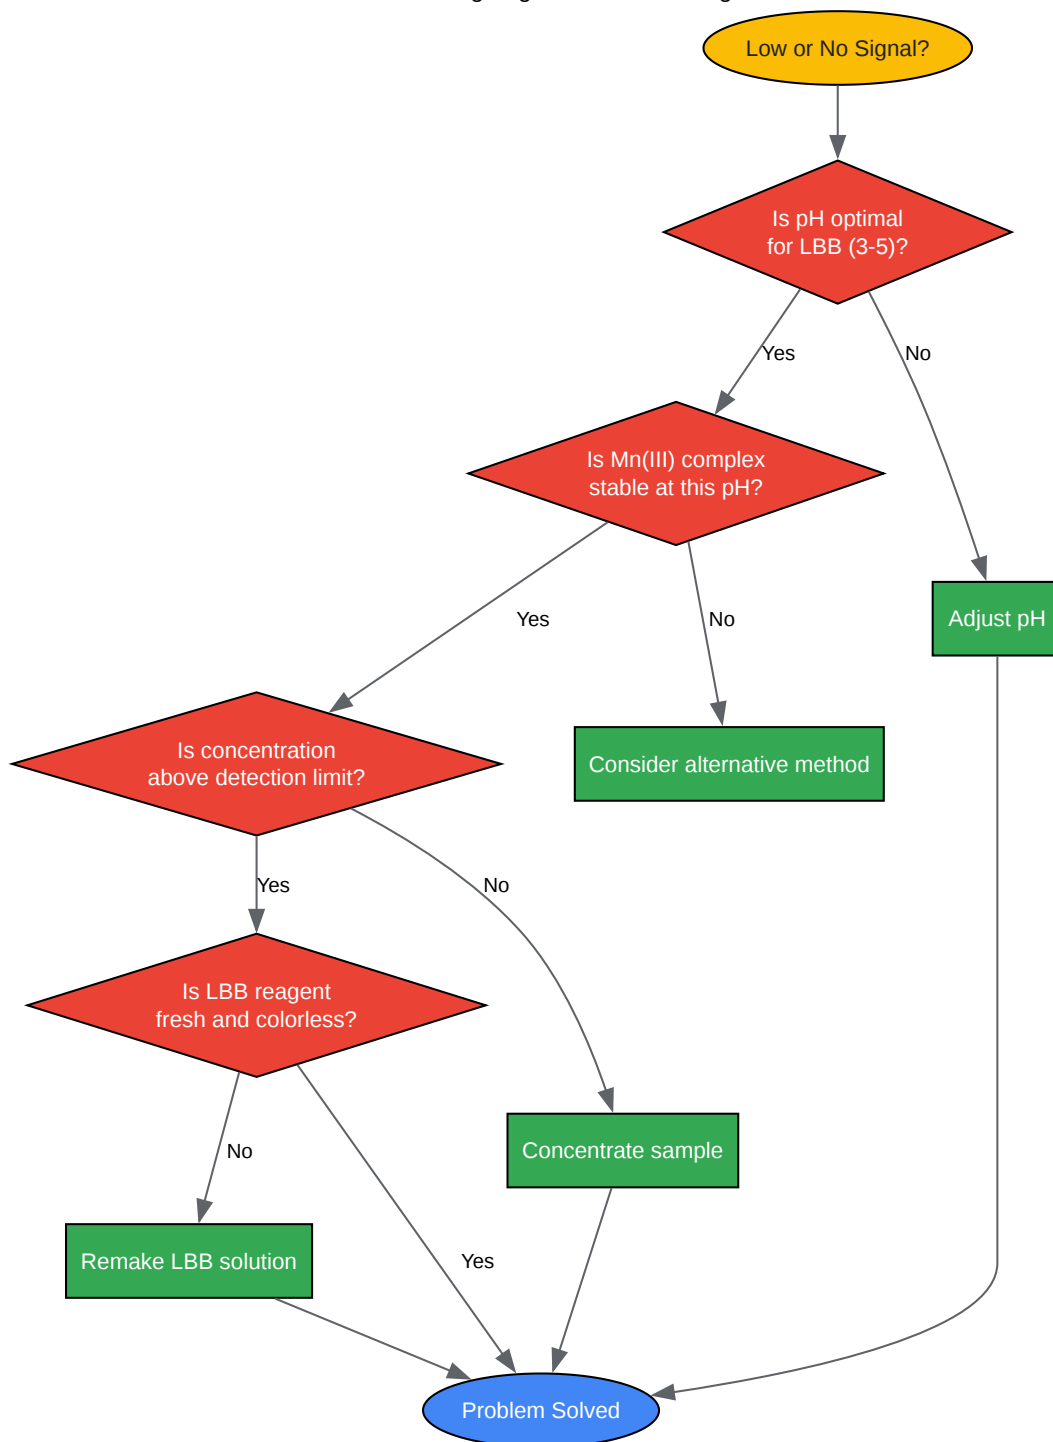 Low or No Signal?
Is pH optimal
for LBB (3-5)?
Yes
No
Is Mn(III) complex
stable at this pH?
Yes
No
Adjust pH
Is concentration
above detection limit?
Consider alternative method
Yes
No
Is LBB reagent
fresh and colorless?
No
Concentrate sample
Remake LBB solution
Yes
Problem Solved